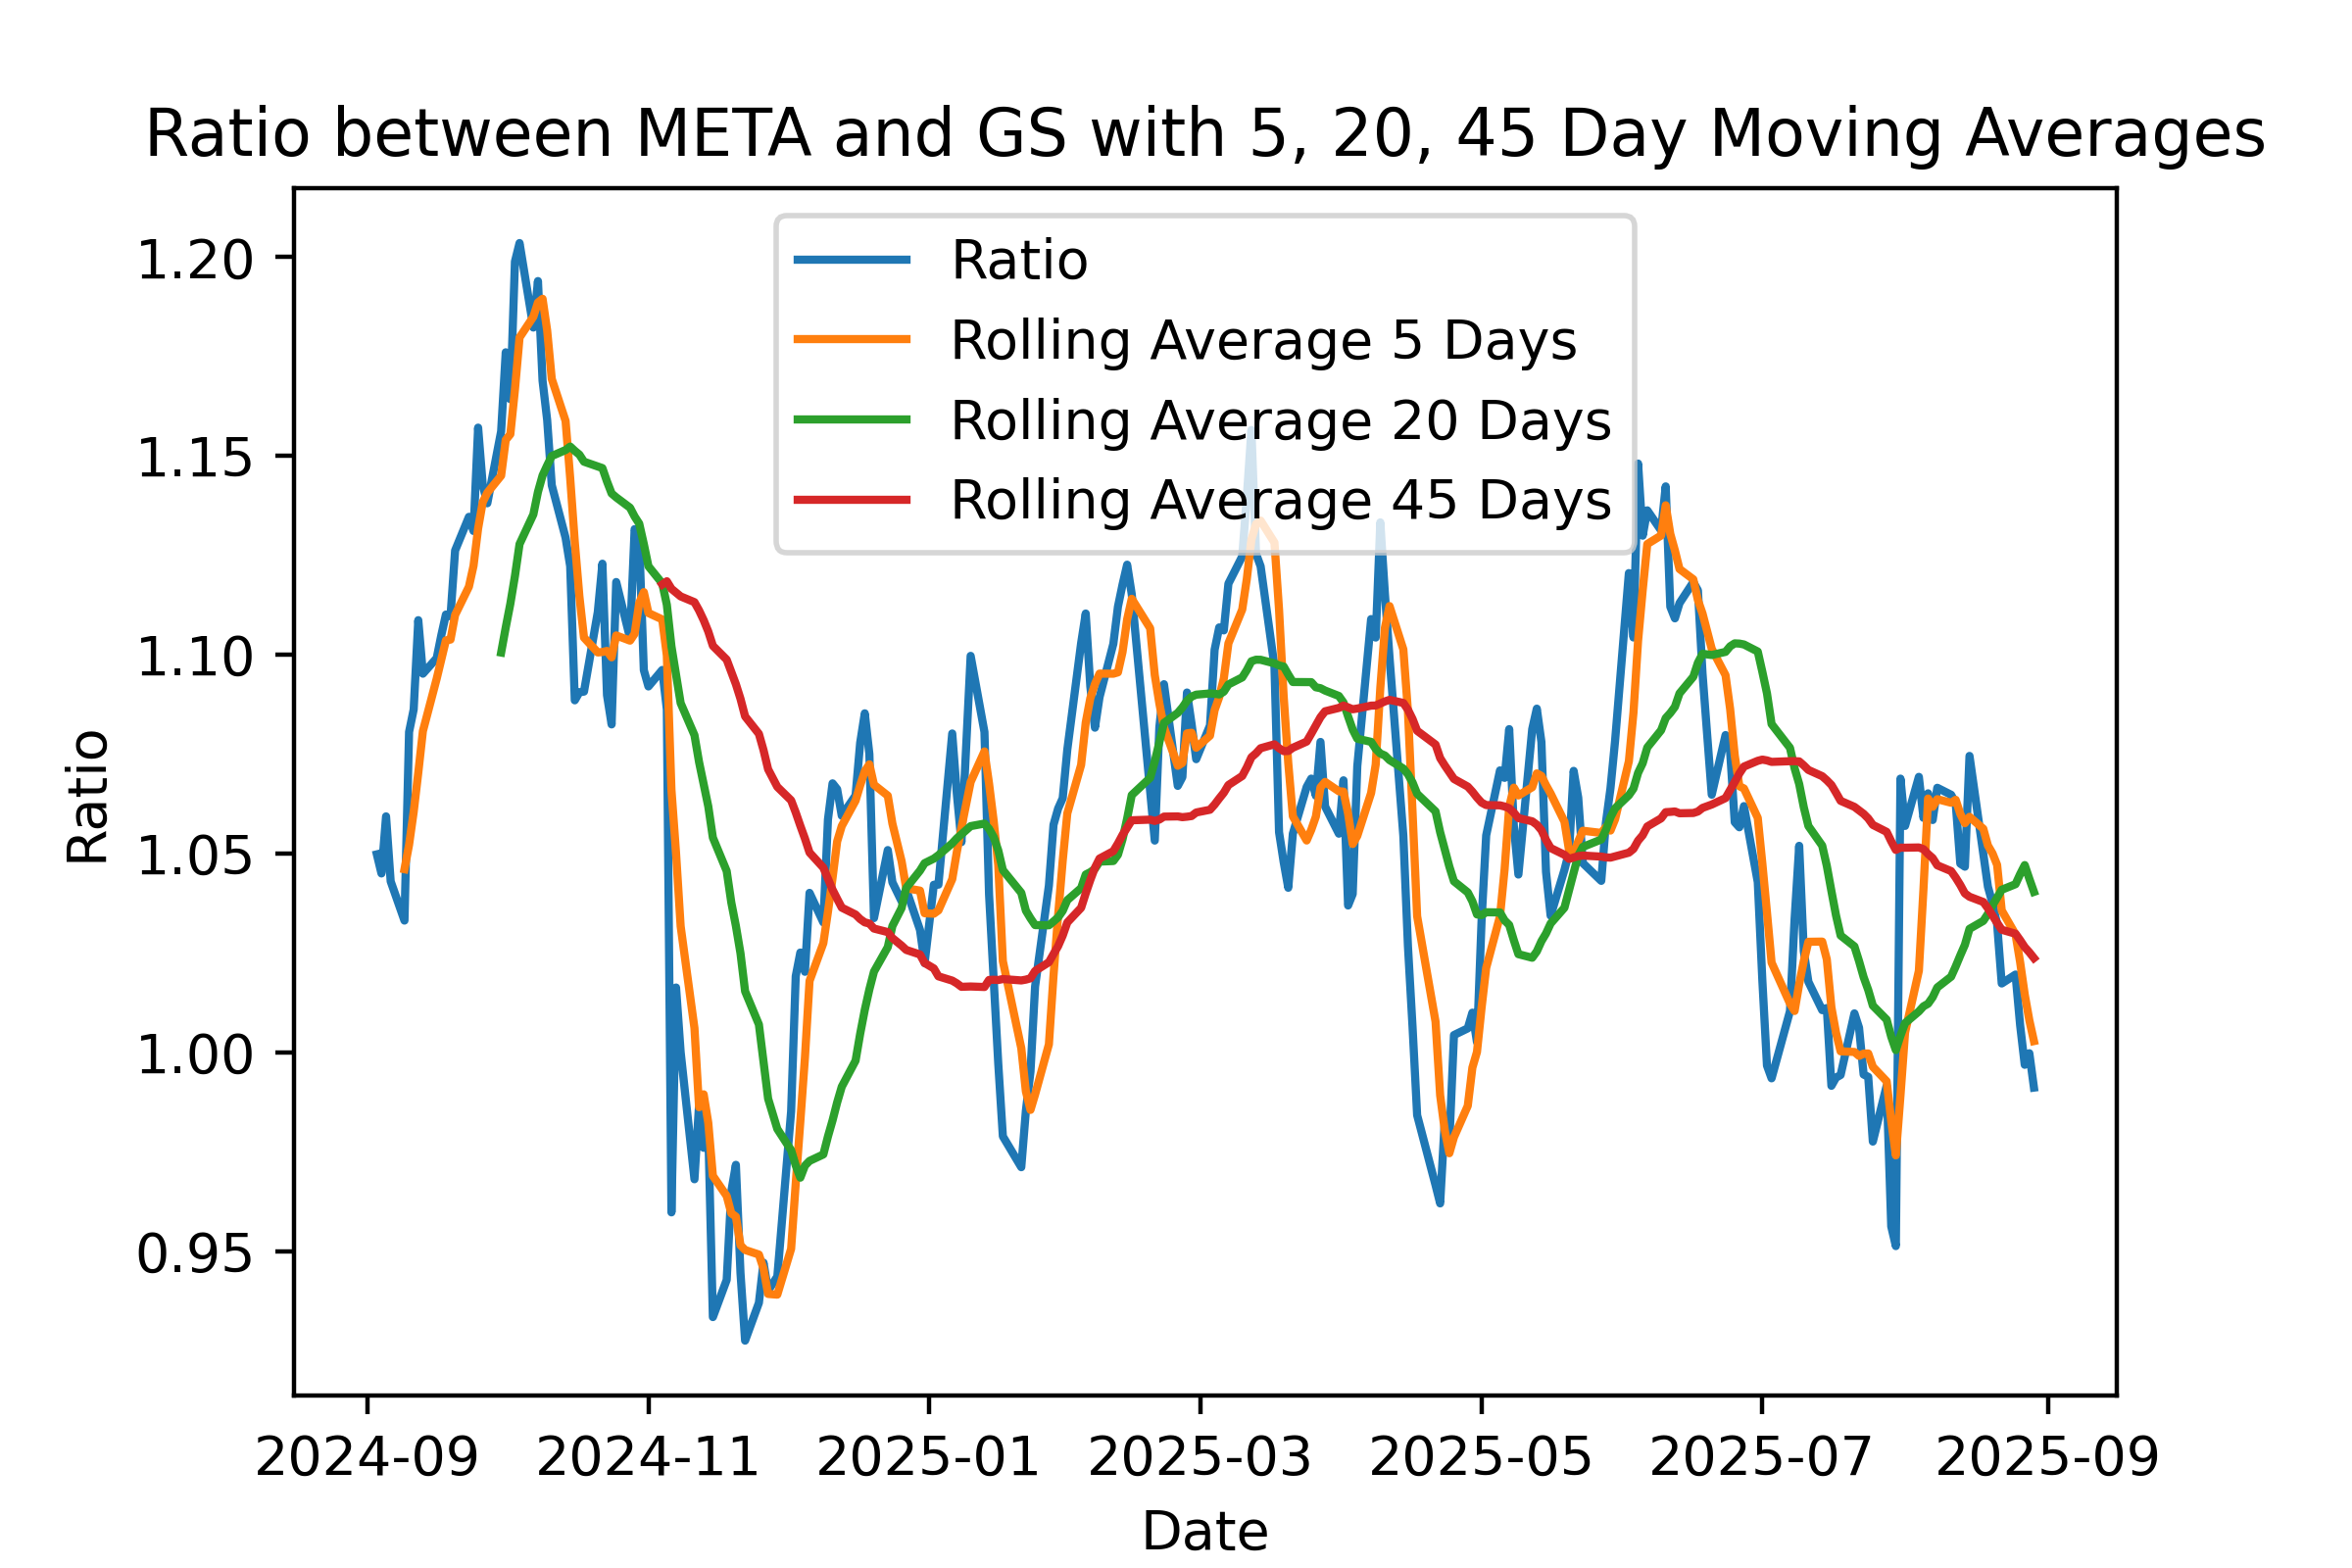 Ratio between META and GS with 5, 20, 45 Day Moving Averages
Ratio
Rolling Average 5 Days
Rolling Average 20 Days
Rolling Average 45 Days
1.20
1.15
1.10
1.05
1.00
0.95
Ratio
2024-09 2024-11 2025-01 2025-03 2025-05 2025-07 2025-09
Date